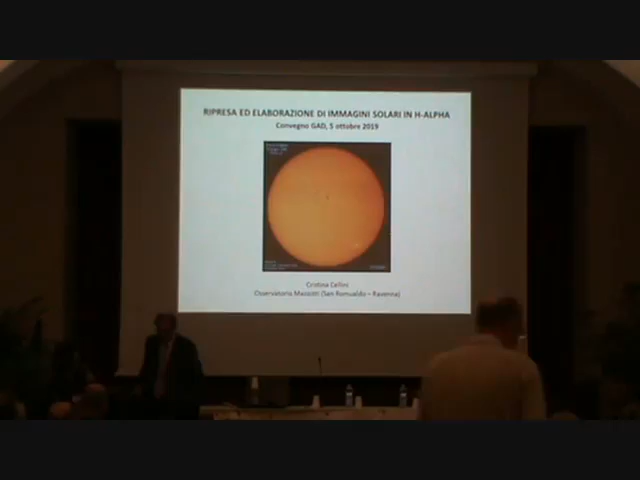 RIPRESA ED ELABORAZIONE DI IMMAGINI SOLARI IN H-ALPHA
Convegno GAD, 5 ottobre 2019
Cristina Cellini
Osservatorio Massotti (San Romualdo – Ravenna)